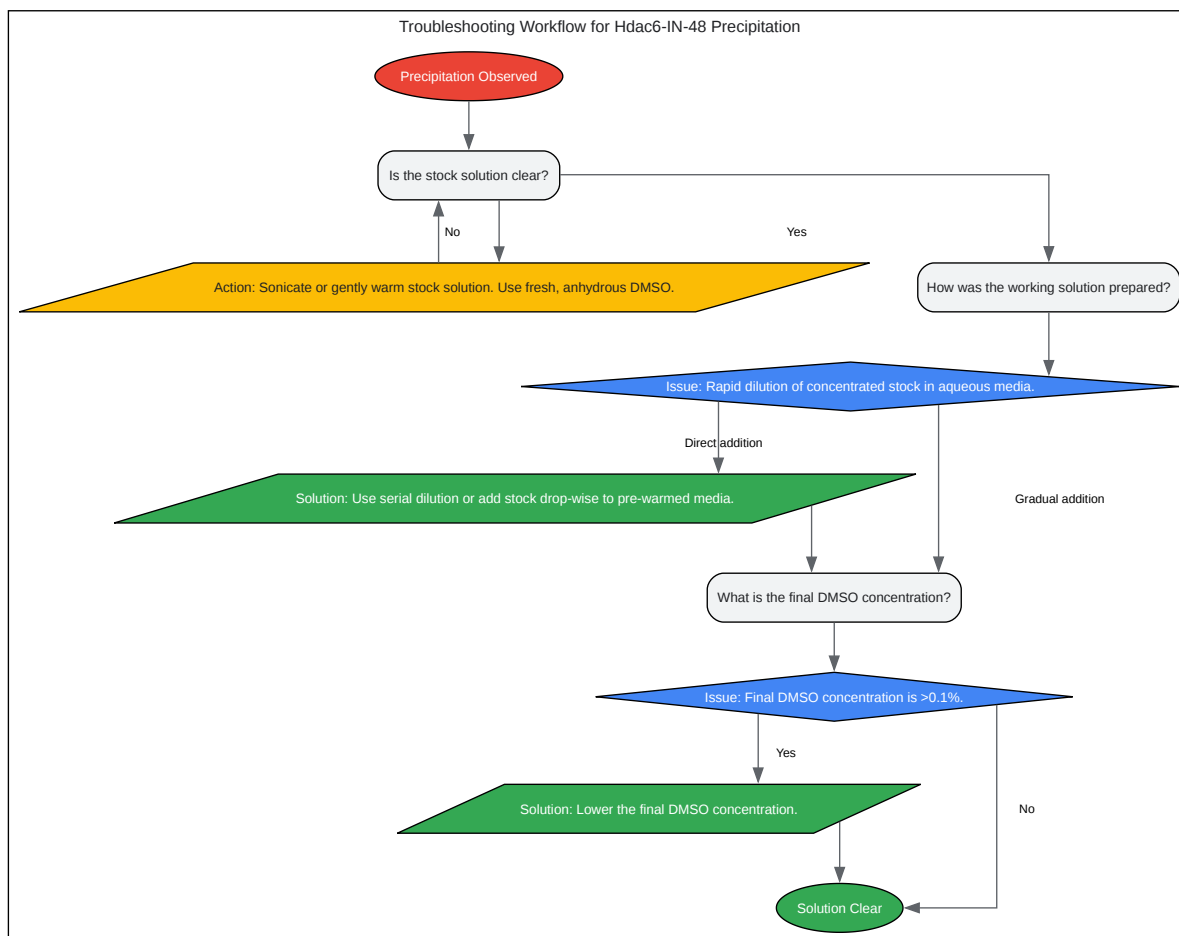 Troubleshooting Workflow for Hdac6-IN-48 Precipitation
Precipitation Observed
Is the stock solution clear?
No
Yes
Action: Sonicate or gently warm stock solution. Use fresh, anhydrous DMSO.
How was the working solution prepared?
Issue: Rapid dilution of concentrated stock in aqueous media.
Direct addition
Solution: Use serial dilution or add stock drop-wise to pre-warmed media.
Gradual addition
What is the final DMSO concentration?
Issue: Final DMSO concentration is >0.1%.
Yes
Solution: Lower the final DMSO concentration.
No
Solution Clear